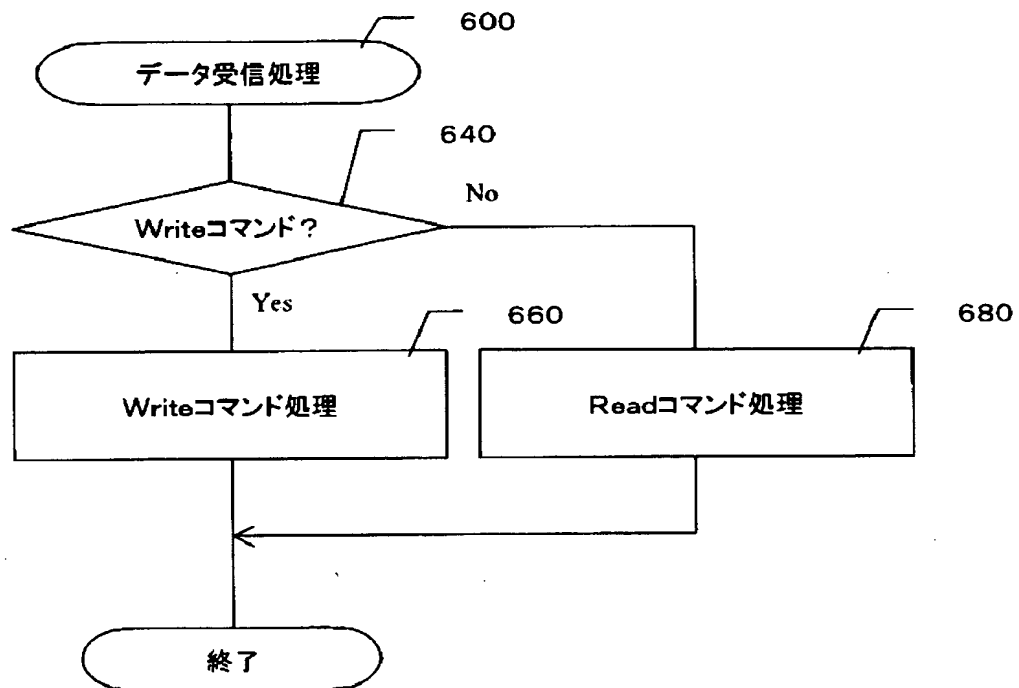 600
データ受信処理
640
No
Writeコマンド?
Yes
660
680
Writeコマンド処理
Readコマンド処理
終了